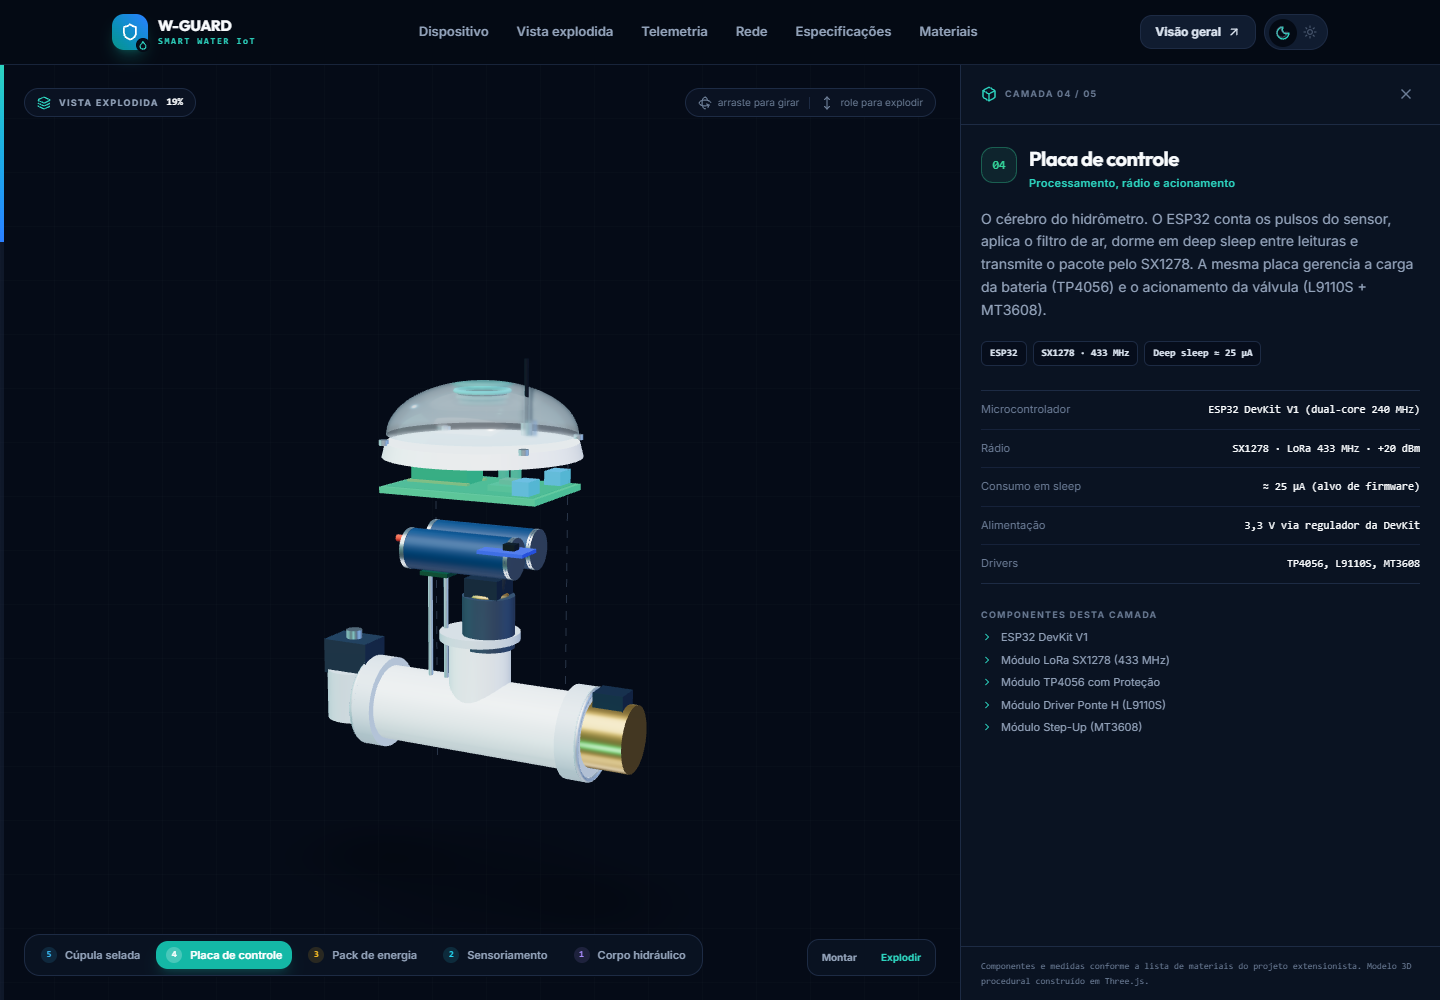 W-GUARD
SMART WATER IoT
Dispositivo
Vista explodida
Telemetria
Rede
Especificações
Materiais
Visão geral
VISTA EXPLODIDA 19%
arraste para girar
role para explodir
CAMADA 04 / 05
04
Placa de controle
Processamento, rádio e acionamento
O cérebro do hidrômetro. O ESP32 conta os pulsos do sensor,
aplica o filtro de ar, dorme em deep sleep entre leituras e
transmite o pacote pelo SX1278. A mesma placa gerencia a carga
da bateria (TP4056) e o acionamento da válvula (L9110S +
MT3608).
ESP32
SX1278 · 433 MHz
Deep sleep ≈ 25 µA
Microcontrolador ESP32 DevKit V1 (dual-core 240 MHz)
Rádio SX1278 · LoRa 433 MHz · +20 dBm
Consumo em sleep ≈ 25 µA (alvo de firmware)
Alimentação 3,3 V via regulador da DevKit
Drivers TP4056, L9110S, MT3608
COMPONENTES DESTA CAMADA
ESP32 DevKit V1
Módulo LoRa SX1278 (433 MHz)
Módulo TP4056 com Proteção
Módulo Driver Ponte H (L9110S)
Módulo Step-Up (MT3608)
5 Cúpula selada
4 Placa de controle
3 Pack de energia
2 Sensoriamento
1 Corpo hidráulico
Montar
Explodir
Componentes e medidas conforme a lista de materiais do projeto extensionista. Modelo 3D
procedural construído em Three.js.